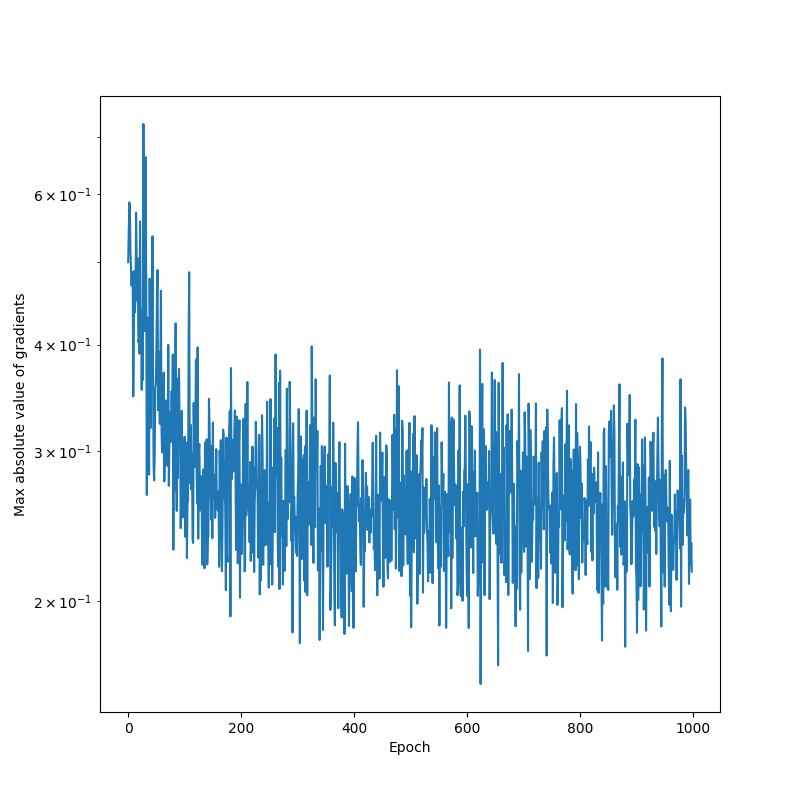 Max absolute value of gradients
6 × 10⁻¹
4 × 10⁻¹
3 × 10⁻¹
2 × 10⁻¹
0 200 400 600 800 1000
Epoch